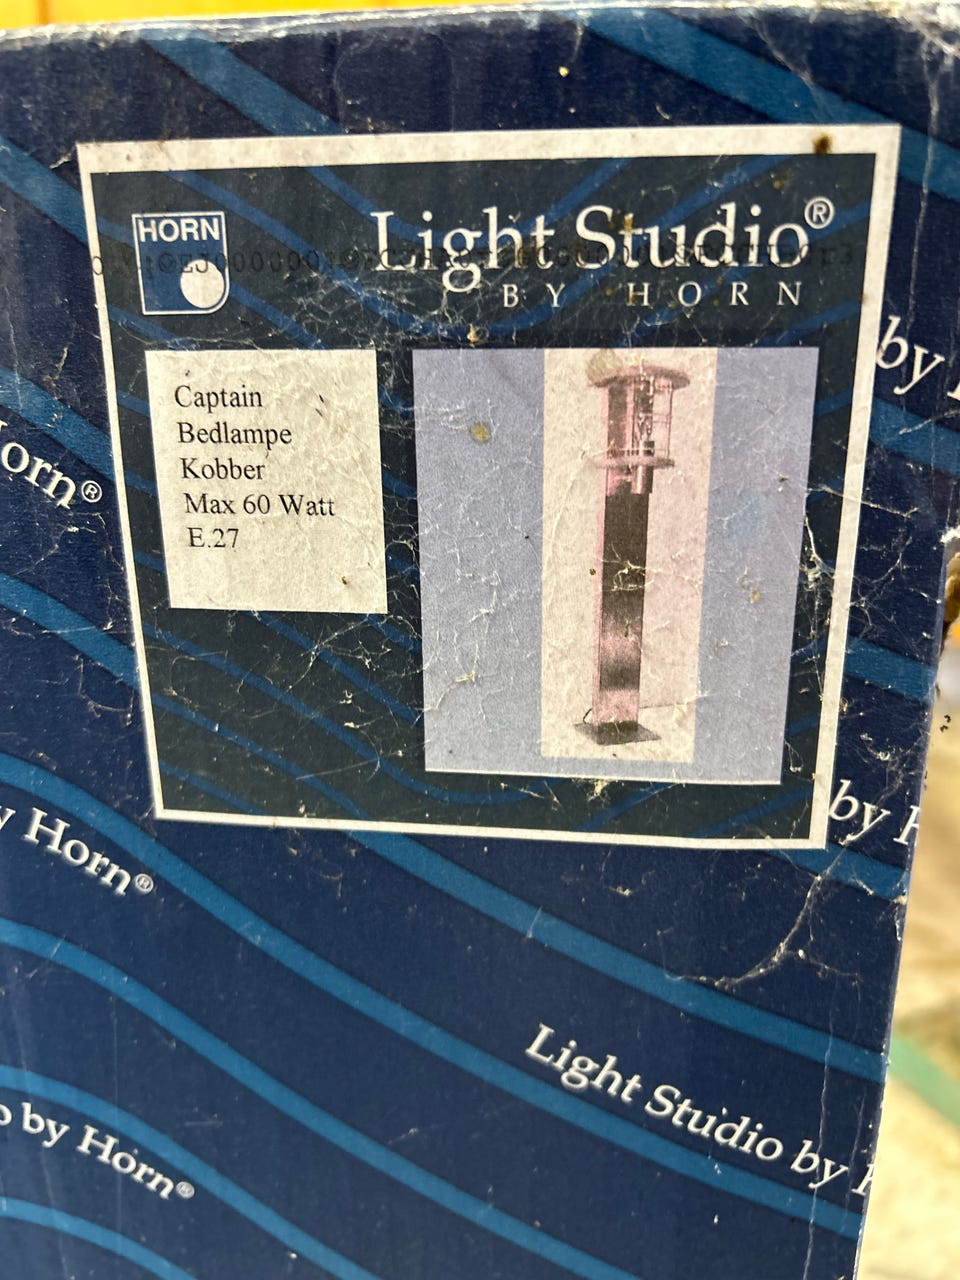 HORN
Light Studio®
BY HORN
Captain
Bedlampe
Kobber
Max 60 Watt
E.27
by
Horn®
by H
y Horn®
Light Studio by H
o by Horn®